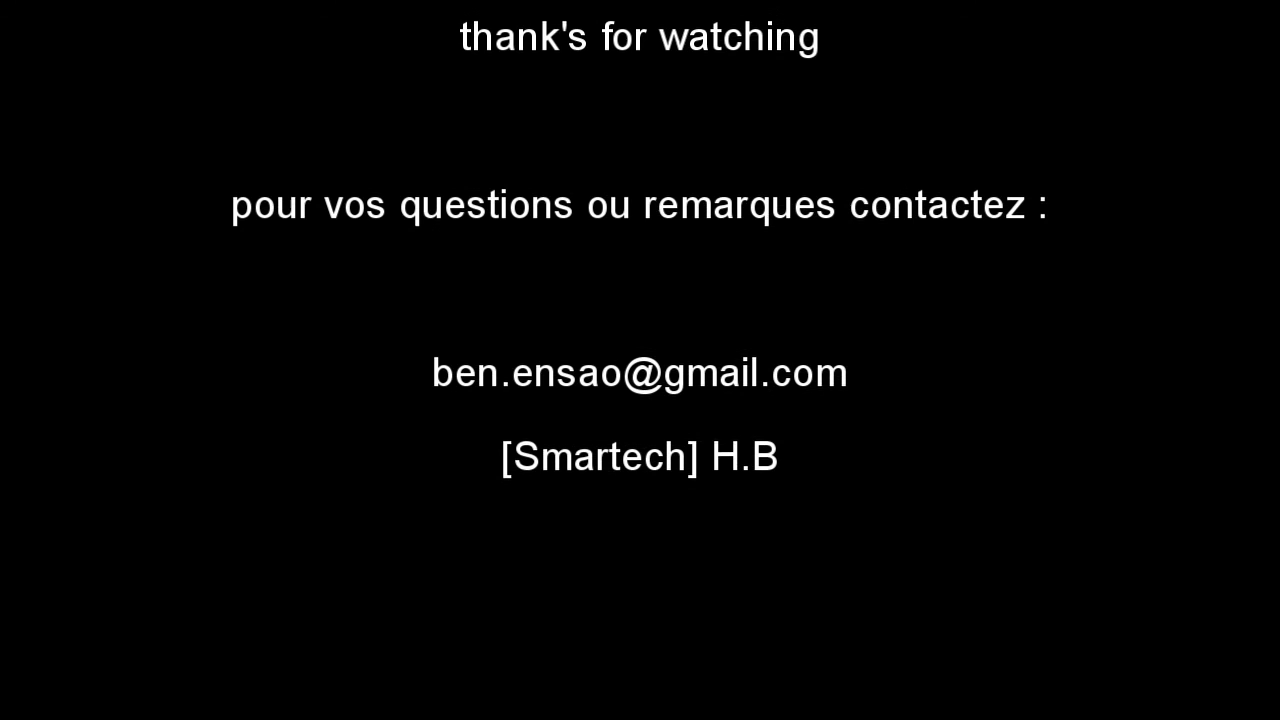 thank's for watching
pour vos questions ou remarques contactez :
ben.ensao@gmail.com
[Smartech] H.B